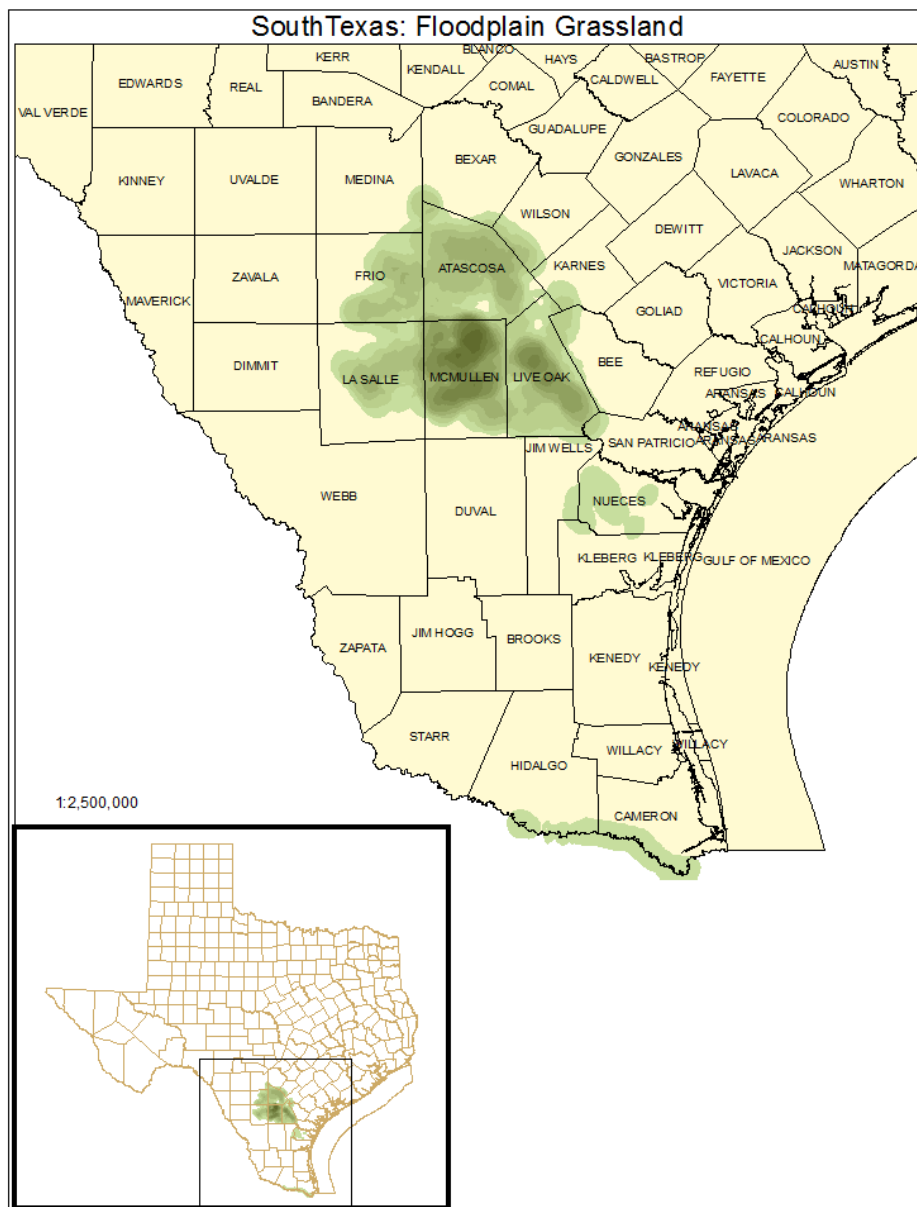 SouthTexas: Floodplain Grassland
BLANCO
HAYS
BASTROP
AUSTIN
KERR
KENDALL
CALDWELL
FAYETTE
EDWARDS
REAL
COMAL
BANDERA
VAL VERDE
COLORADO
GUADALUPE
BEXAR
GONZALES
LAVACA
KINNEY
UVALDE
MEDINA
WHARTON
WILSON
DEWITT
JACKSON
ATASCOSA
KARNES
MATAGORDA
ZAVALA
FRIO
VICTORIA
MAVERICK
GOLIAD
CALHOUN
CALHOUN
DIMMIT
BEE
REFUGIO
LA SALLE
MCMULLEN
LIVE OAK
ARANSAS
CALHOUN
ARANSAS
ARANSAS
ARANSAS
SAN PATRICIO
JIM WELLS
WEBB
NUECES
DUVAL
KLEBERG
KLEBERG
GULF OF MEXICO
JIM HOGG
BROOKS
ZAPATA
KENEDY
KENEDY
STARR
WILLACY
WILLACY
HIDALGO
1:2,500,000
CAMERON